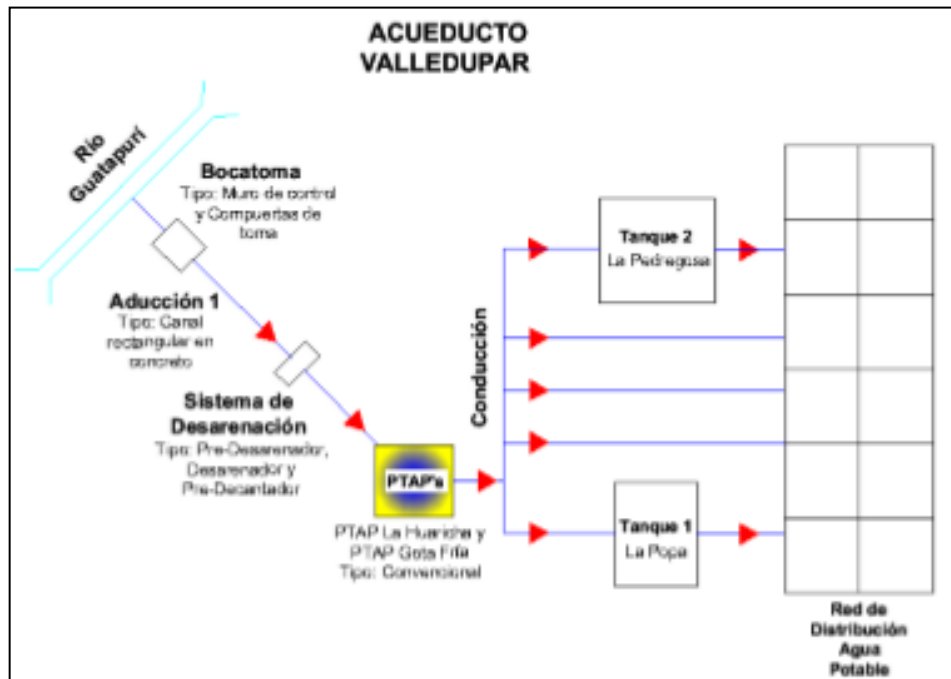 ACUEDUCTO
VALLEDUPAR
Río
Guatapurí
Bocatoma
Tipo: Muro de control
y Compuertas de
toma
Aducción 1
Tipo: Canal
rectangular en
concreto
Sistema de
Desarenación
Tipo: Pre-Desarenador,
Desarenador y
Pre-Decantador
PTAP's
PTAP La Huaricha y
PTAP Gota Fría
Tipo: Convencional
Conducción
Tanque 2
La Pedregosa
Tanque 1
La Popa
Red de
Distribución
Agua
Potable